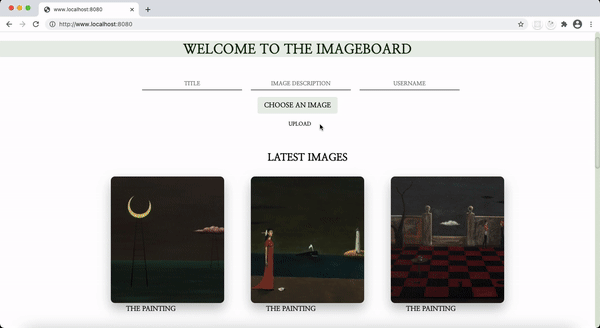 www.localhost:8080
http://www.localhost:8080
WELCOME TO THE IMAGEBOARD
TITLE
IMAGE DESCRIPTION
USERNAME
CHOOSE AN IMAGE
UPLOAD
LATEST IMAGES
THE PAINTING
THE PAINTING
THE PAINTING